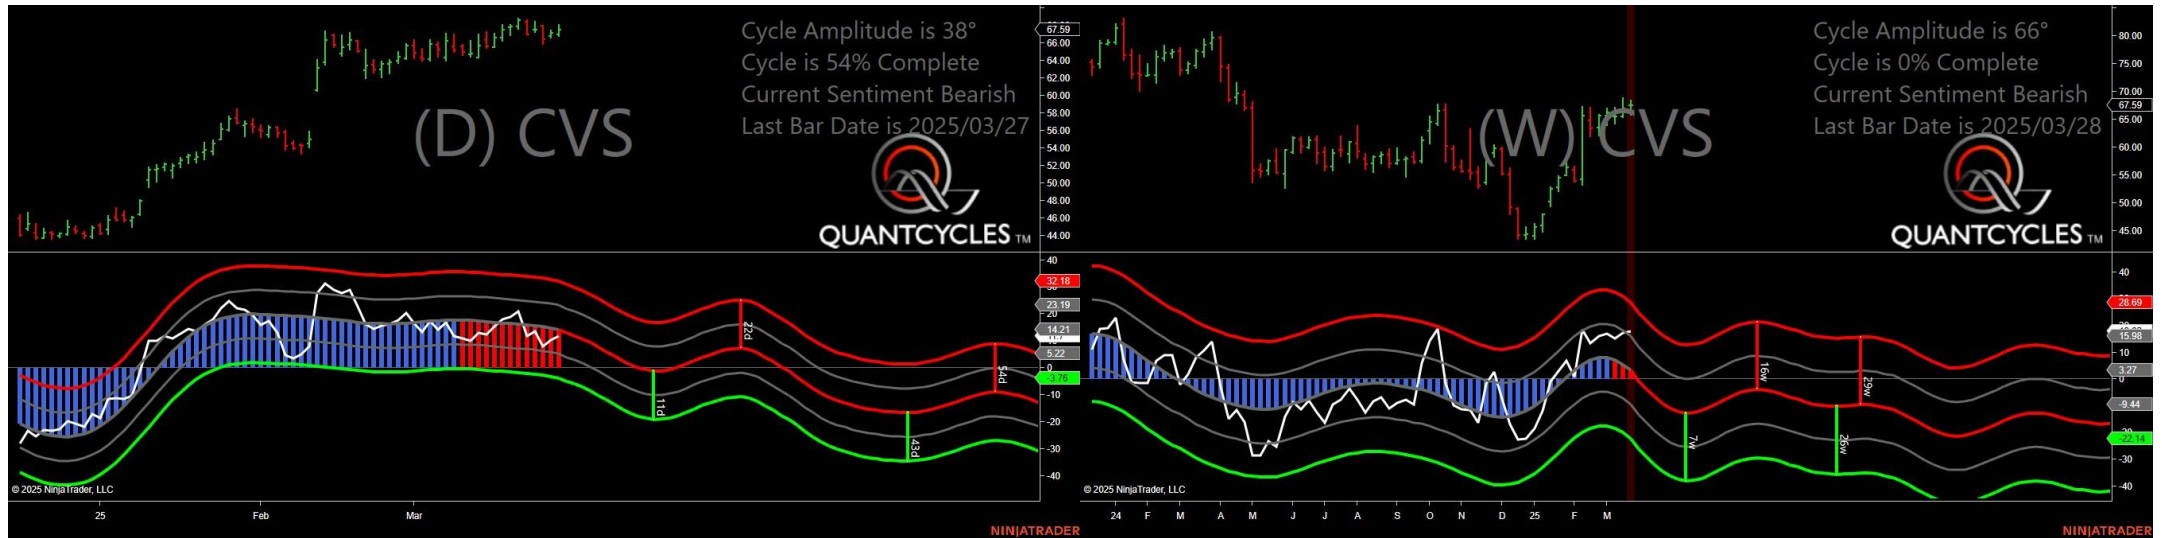 Cycle Amplitude is 38°
Cycle is 54% Complete
Current Sentiment Bearish
Last Bar Date is 2025/03/27
(D) CVS
QUANTCYCLES TM
67.59
66.00
64.00
62.00
60.00
58.00
56.00
54.00
52.00
50.00
48.00
46.00
44.00
40
32.18
23.19
20
14.21
5.22
0
-3.76
-10
-20
-30
-40
11d
22d
43d
54d
© 2025 NinjaTrader, LLC
25 Feb Mar
NINJATRADER
Cycle Amplitude is 66°
Cycle is 0% Complete
Current Sentiment Bearish
Last Bar Date is 2025/03/28
(W) CVS
QUANTCYCLES TM
80.00
75.00
70.00
67.59
65.00
60.00
55.00
50.00
45.00
40
28.69
15.98
10
3.27
0
-9.44
-22.14
-30
-40
7w
16w
26w
29w
© 2025 NinjaTrader, LLC
24 F M A M J J A S O N D 25 F M
NINJATRADER